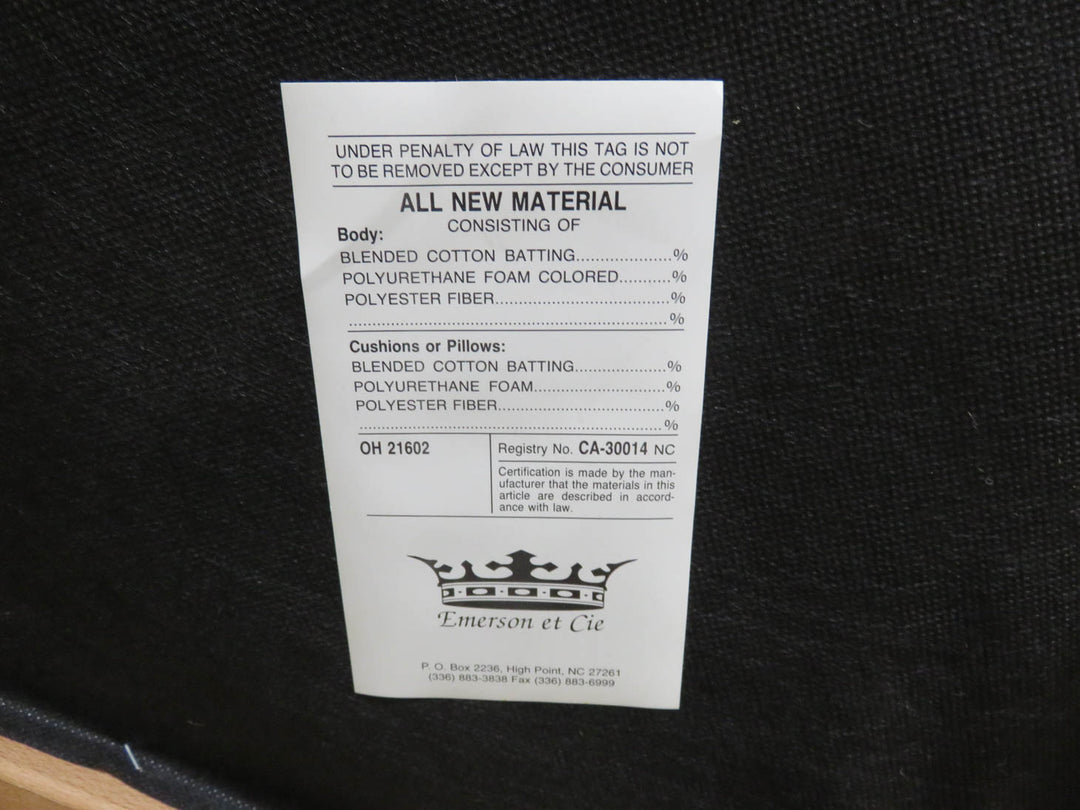 UNDER PENALTY OF LAW THIS TAG IS NOT
TO BE REMOVED EXCEPT BY THE CONSUMER
ALL NEW MATERIAL
CONSISTING OF
Body:
BLENDED COTTON BATTING....................%
POLYURETHANE FOAM COLORED...........%
POLYESTER FIBER....................................%
..................................................................%
Cushions or Pillows:
BLENDED COTTON BATTING...................%
POLYURETHANE FOAM...........................%
POLYESTER FIBER..................................%
...............................................................%
OH 21602
Registry No. CA-30014 NC
Certification is made by the man-
ufacturer that the materials in this
article are described in accord-
ance with law.
Emerson et Cie
P. O. Box 2236, High Point, NC 27261
(336) 883-3838 Fax (336) 883-6999